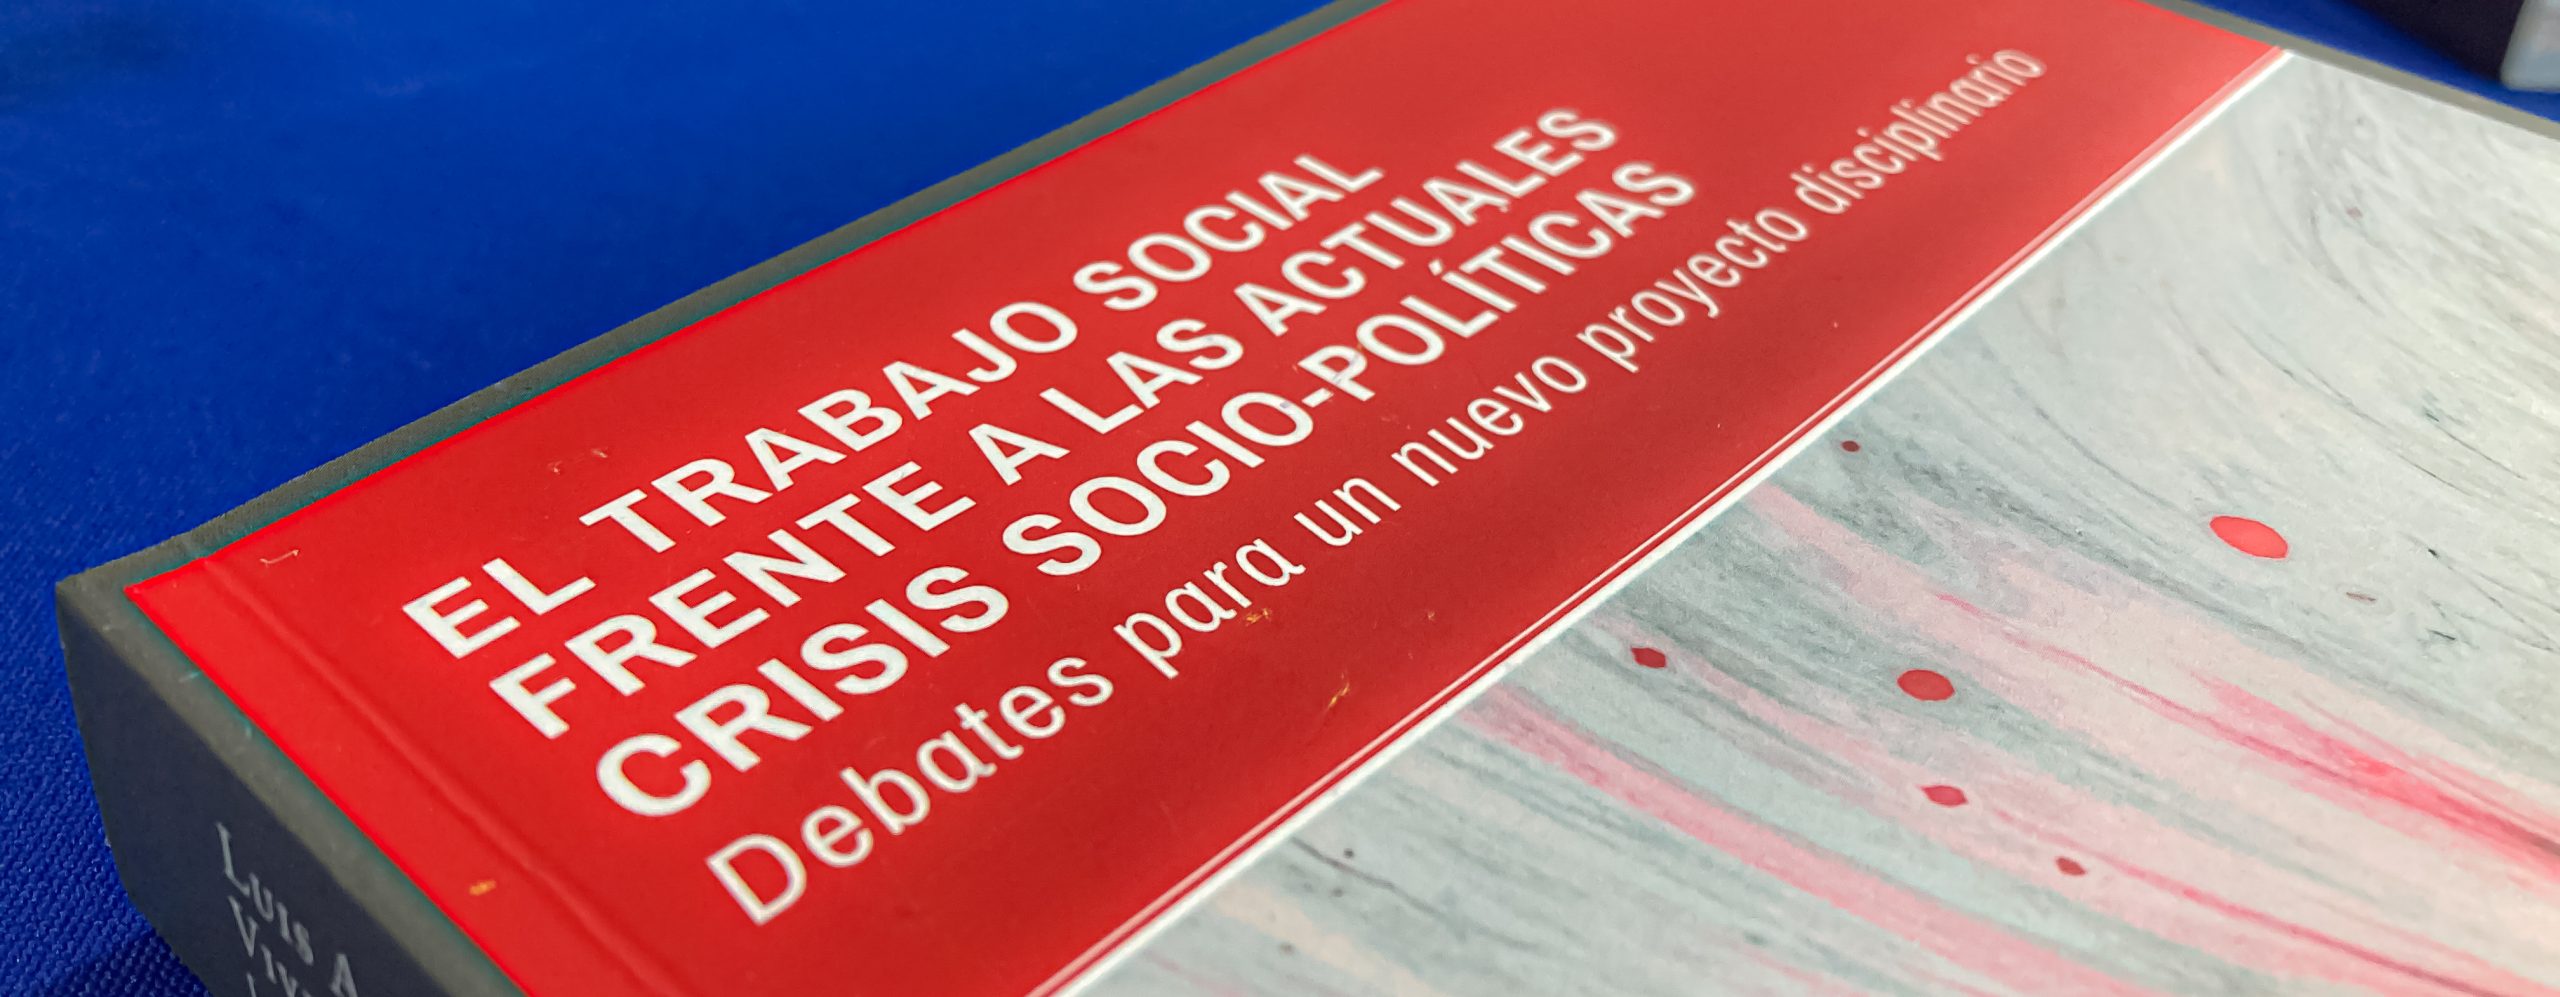 EL TRABAJO SOCIAL
FRENTE A LAS ACTUALES
CRISIS SOCIO-POLÍTICAS
Debates para un nuevo proyecto disciplinario
LUIS A